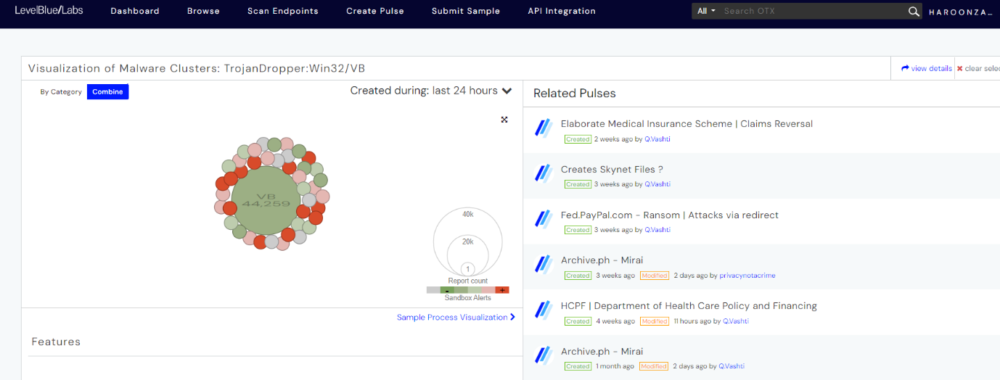 LevelBlue/Labs Dashboard Browse Scan Endpoints Create Pulse Submit Sample API Integration All Search OTX HAROONZA...
Visualization of Malware Clusters: TrojanDropper:Win32/VB view details clear selec
By Category Combine Created during: last 24 hours
VB
44,259
40k
20k
1
Report count
- +
Sandbox Alerts
Sample Process Visualization
Features
Related Pulses
Elaborate Medical Insurance Scheme | Claims Reversal
Created 2 weeks ago by Q.Vashti
Creates Skynet Files ?
Created 3 weeks ago by Q.Vashti
Fed.PayPal.com - Ransom | Attacks via redirect
Created 3 weeks ago by Q.Vashti
Archive.ph - Mirai
Created 3 weeks ago Modified 2 days ago by privacynotacrime
HCPF | Department of Health Care Policy and Financing
Created 4 weeks ago Modified 11 hours ago by Q.Vashti
Archive.ph - Mirai
Created 1 month ago Modified 2 days ago by Q.Vashti